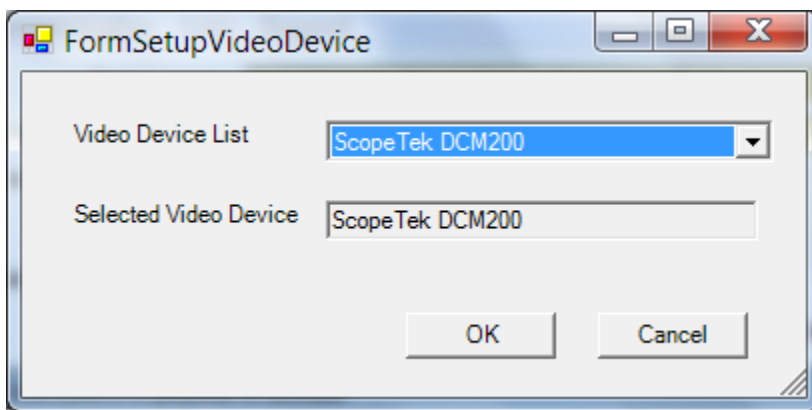 FormSetupVideoDevice
Video Device List
ScopeTek DCM200
Selected Video Device
ScopeTek DCM200
OK
Cancel